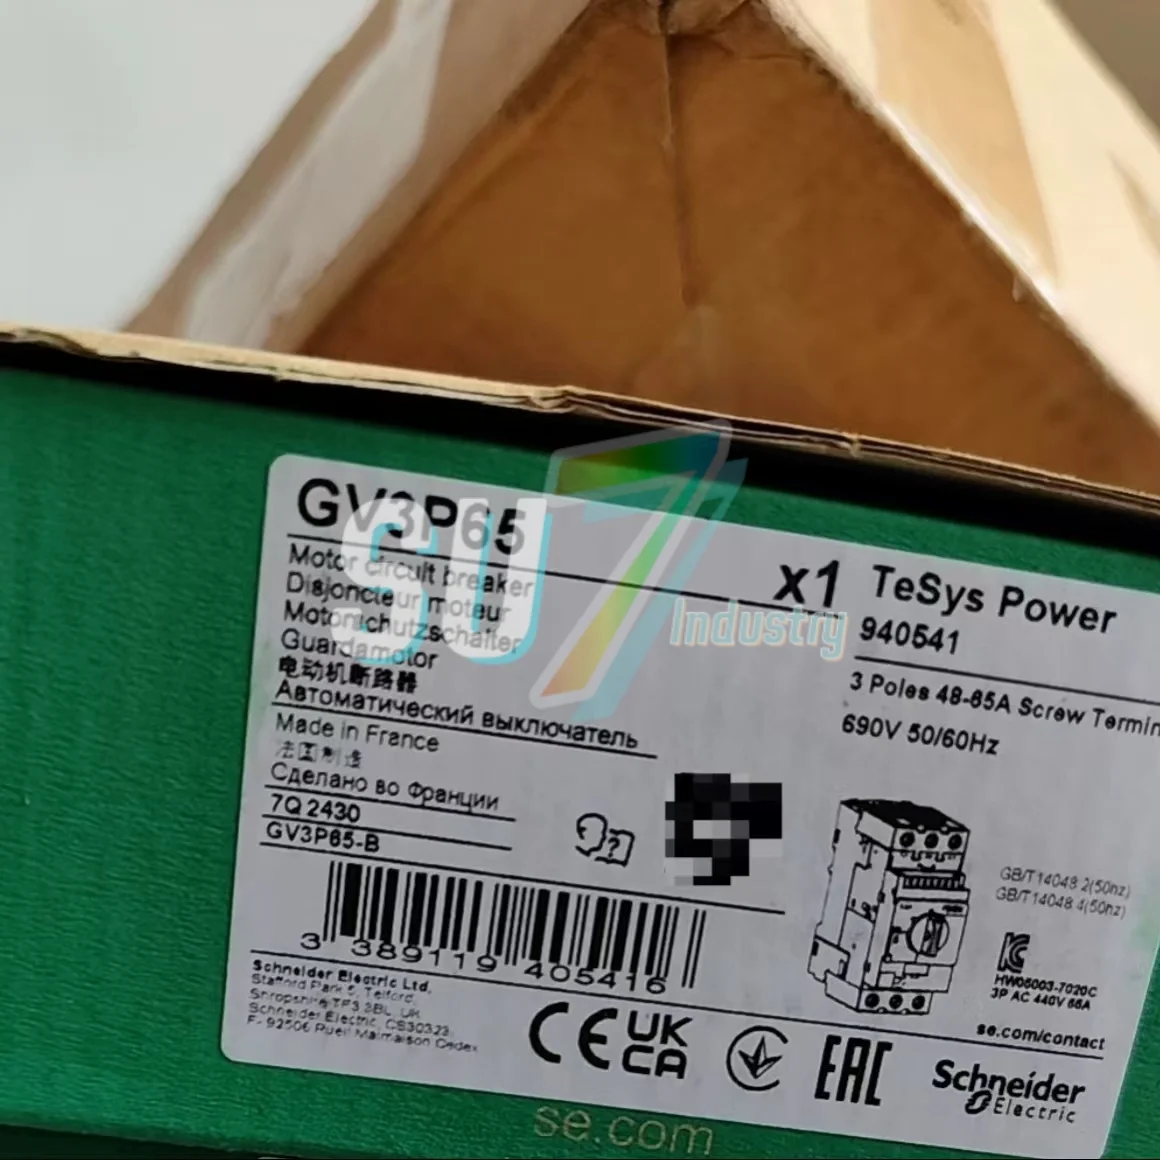 GV3P65
Motor circuit breaker
Disjoncteur moteur
Motorschutzschalter
Guardamotor
电动机断路器
Автоматический выключатель
Made in France
法国制造
Сделано во Франции
7Q 2430
GV3P65-B
3 389119 405416
Schneider Electric Ltd.
Stafford Park 5, Telford,
Shropshire TF3 3BL, UK
Schneider Electric, CS30323
F- 92506 Rueil Malmaison Cedex
x1
TeSys Power
940541
3 Poles 48-65A Screw Termin
690V 50/60Hz
GB/T14048.2(50hz)
GB/T14048.4(50hz)
HW05003-7020C
3P AC 440V 65A
se.com/contact
CE
UK
CA
EAC
Schneider
Electric
se.com
SU7
Industry